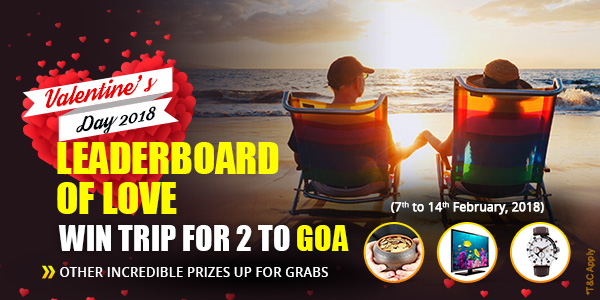 Valentine's
Day 2018
LEADERBOARD
OF LOVE
WIN TRIP FOR 2 TO GOA
(7th to 14th February, 2018)
» OTHER INCREDIBLE PRIZES UP FOR GRABS
*T&C Apply